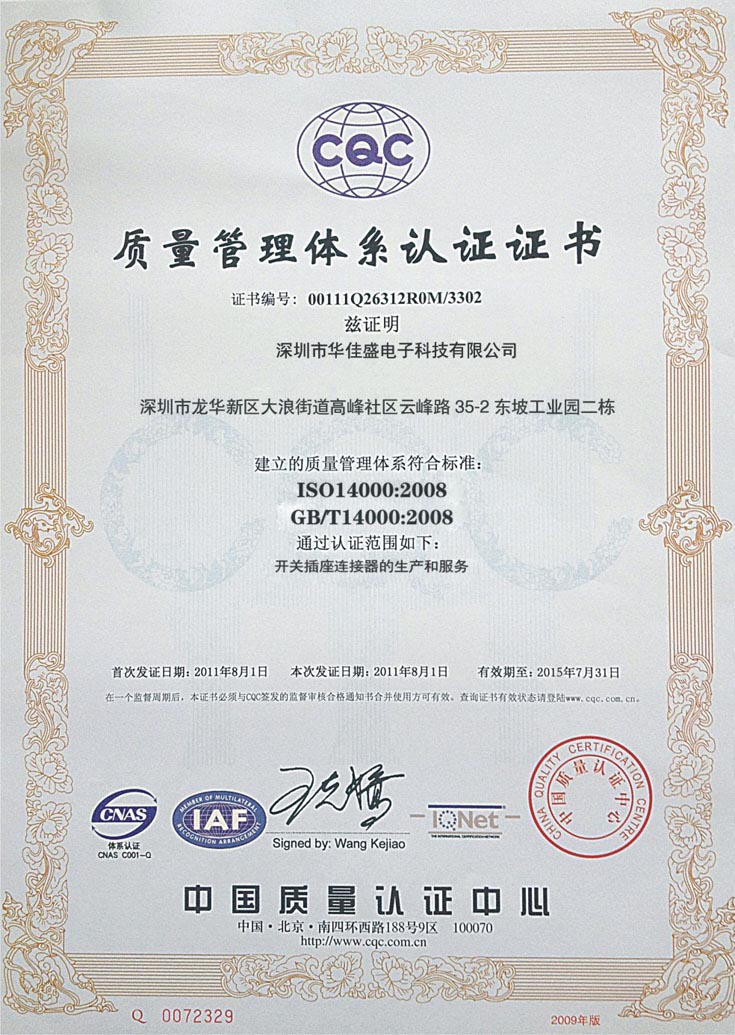 CQC
质量管理体系认证证书
证书编号：00111Q26312R0M/3302
兹证明
深圳市华佳盛电子科技有限公司
深圳市龙华新区大浪街道高峰社区云峰路 35-2 东坡工业园二栋
建立的质量管理体系符合标准：
ISO14000:2008
GB/T14000:2008
通过认证范围如下：
开关插座连接器的生产和服务
首次发证日期：2011年8月1日 本次发证日期：2011年8月1日 有效期至：2015年7月31日
在一个监督周期后，本证书必须与CQC签发的监督审核合格通知书合并使用方可有效。查询证书有效状态请登陆www.cqc.com.cn。
CNAS
体系认证
CNAS C001-Q
MEMBER OF MULTILATERAL
IAF
RECOGNITION ARRANGEMENT
Signed by: Wang Kejiao
IQNet
THE INTERNATIONAL CERTIFICATION NETWORK
CHINA QUALITY CERTIFICATION CENTRE
中国质量认证中心
中国质量认证中心
中国·北京·南四环西路188号9区 100070
http://www.cqc.com.cn
Q 0072329
2009年版